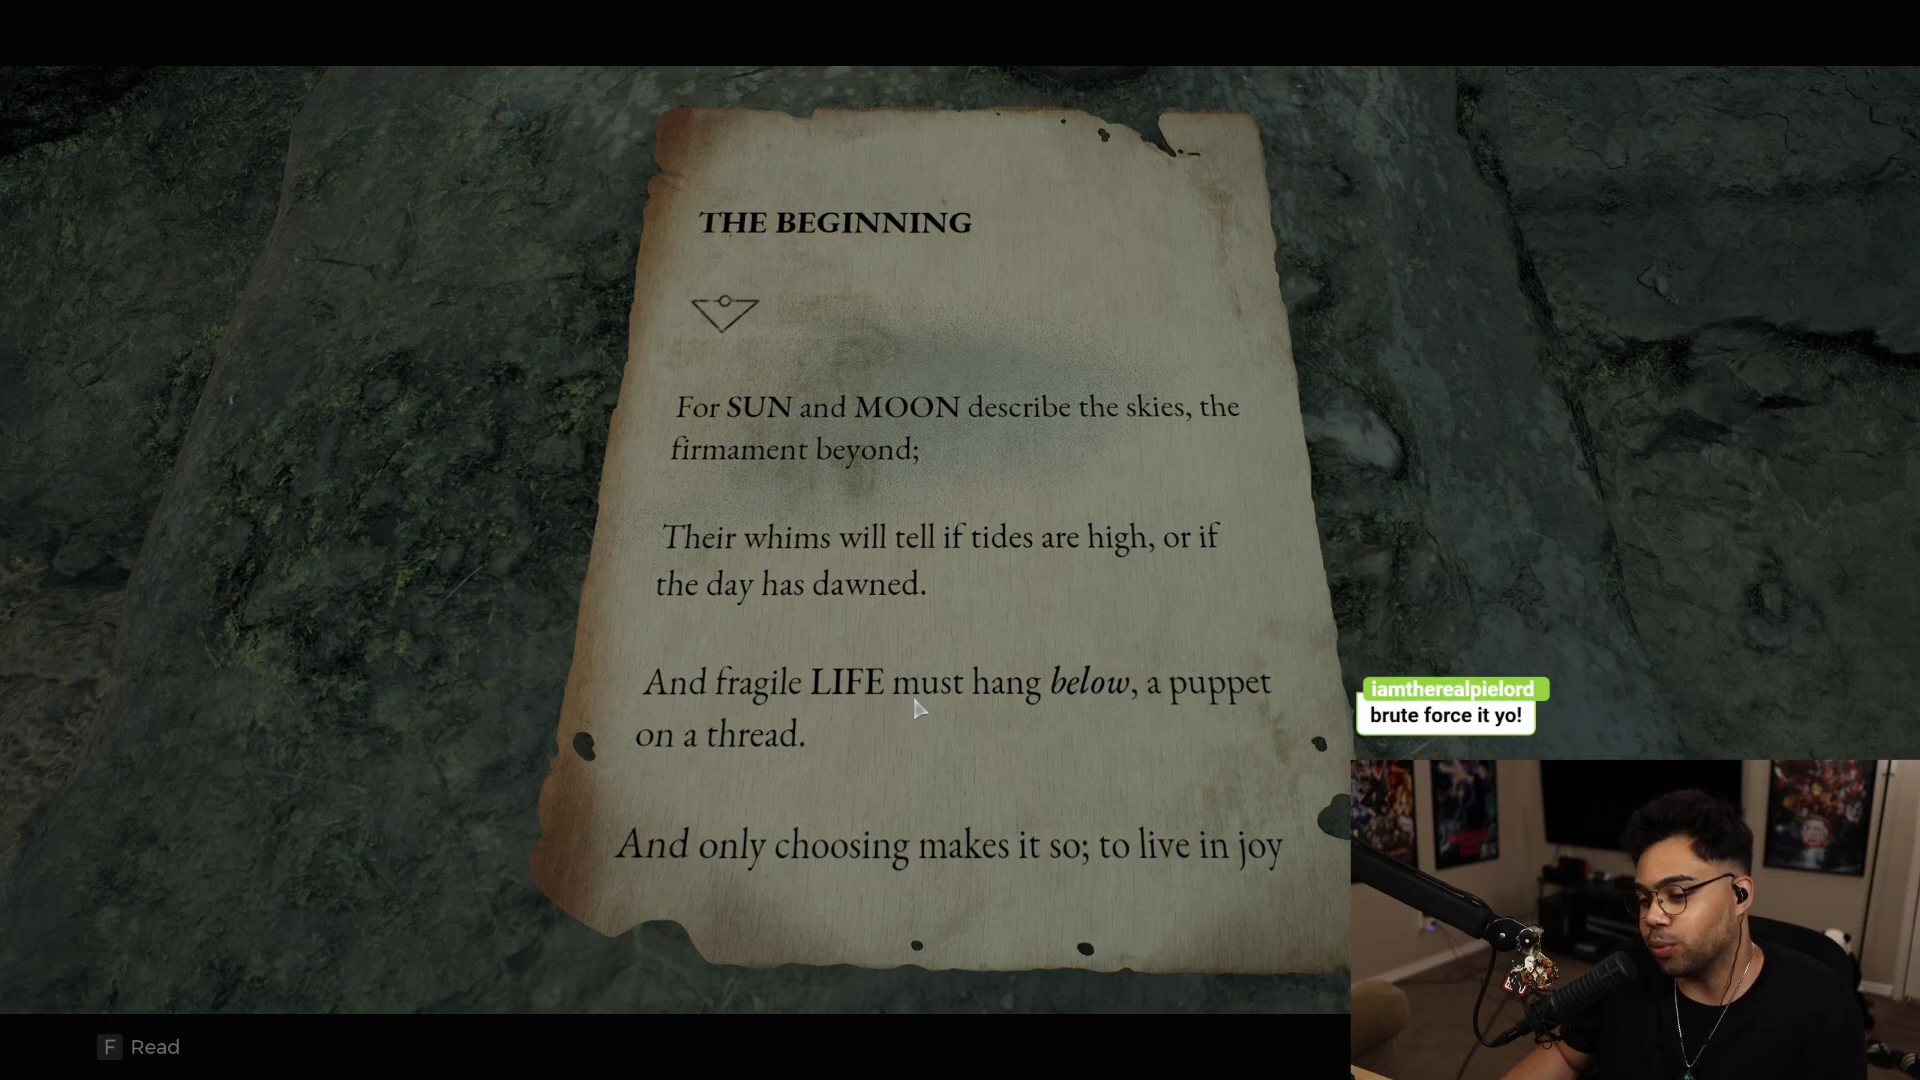 THE BEGINNING
For SUN and MOON describe the skies, the
firmament beyond;
Their whims will tell if tides are high, or if
the day has dawned.
And fragile LIFE must hang below, a puppet
on a thread.
And only choosing makes it so; to live in joy
iamtherealpielord
brute force it yo!
F Read